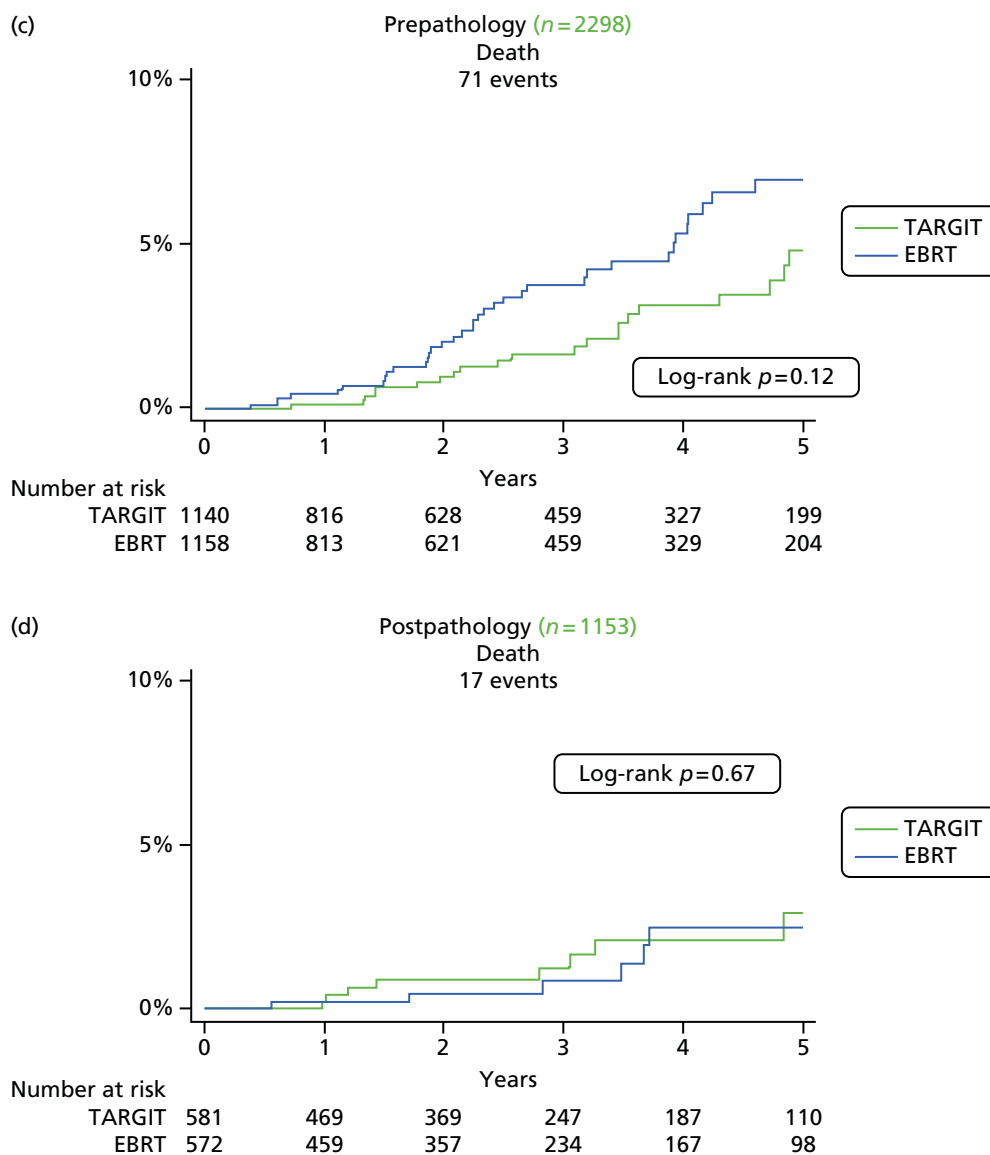 (c)
Prepathology (n=2298)
Death
71 events
10%
5%
0%
TARGIT
EBRT
Log-rank p=0.12
0 1 2 3 4 5
Years
Number at risk
TARGIT 1140 816 628 459 327 199
EBRT 1158 813 621 459 329 204
(d)
Postpathology (n=1153)
Death
17 events
10%
5%
0%
Log-rank p=0.67
TARGIT
EBRT
0 1 2 3 4 5
Years
Number at risk
TARGIT 581 469 369 247 187 110
EBRT 572 459 357 234 167 98